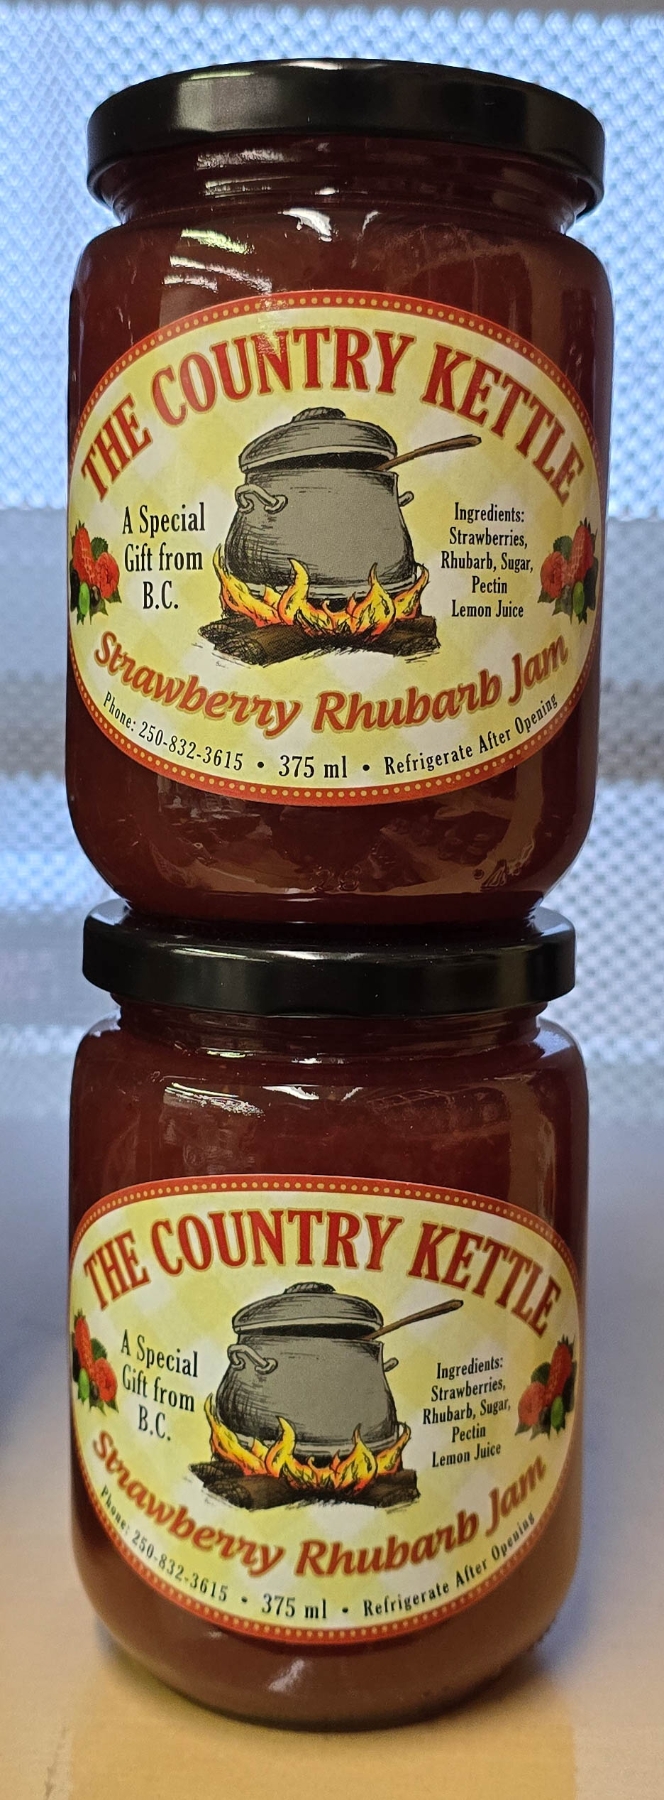 THE COUNTRY KETTLE
A Special
Gift from
B.C.
Ingredients:
Strawberries,
Rhubarb, Sugar,
Pectin
Lemon Juice
Strawberry Rhubarb Jam
Phone: 250-832-3615 • 375 ml • Refrigerate After Opening
THE COUNTRY KETTLE
A Special
Gift from
B.C.
Ingredients:
Strawberries,
Rhubarb, Sugar,
Pectin
Lemon Juice
Strawberry Rhubarb Jam
Phone: 250-832-3615 • 375 ml • Refrigerate After Opening